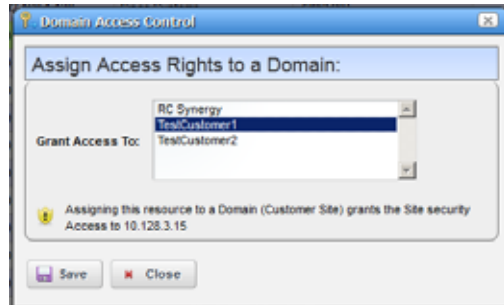 Domain Access Control
Assign Access Rights to a Domain:
RC Synergy
TestCustomer1
Grant Access To:
TestCustomer2
Assigning this resource to a Domain (Customer Site) grants the Site security
Access to 10.128.3.15
Save
Close